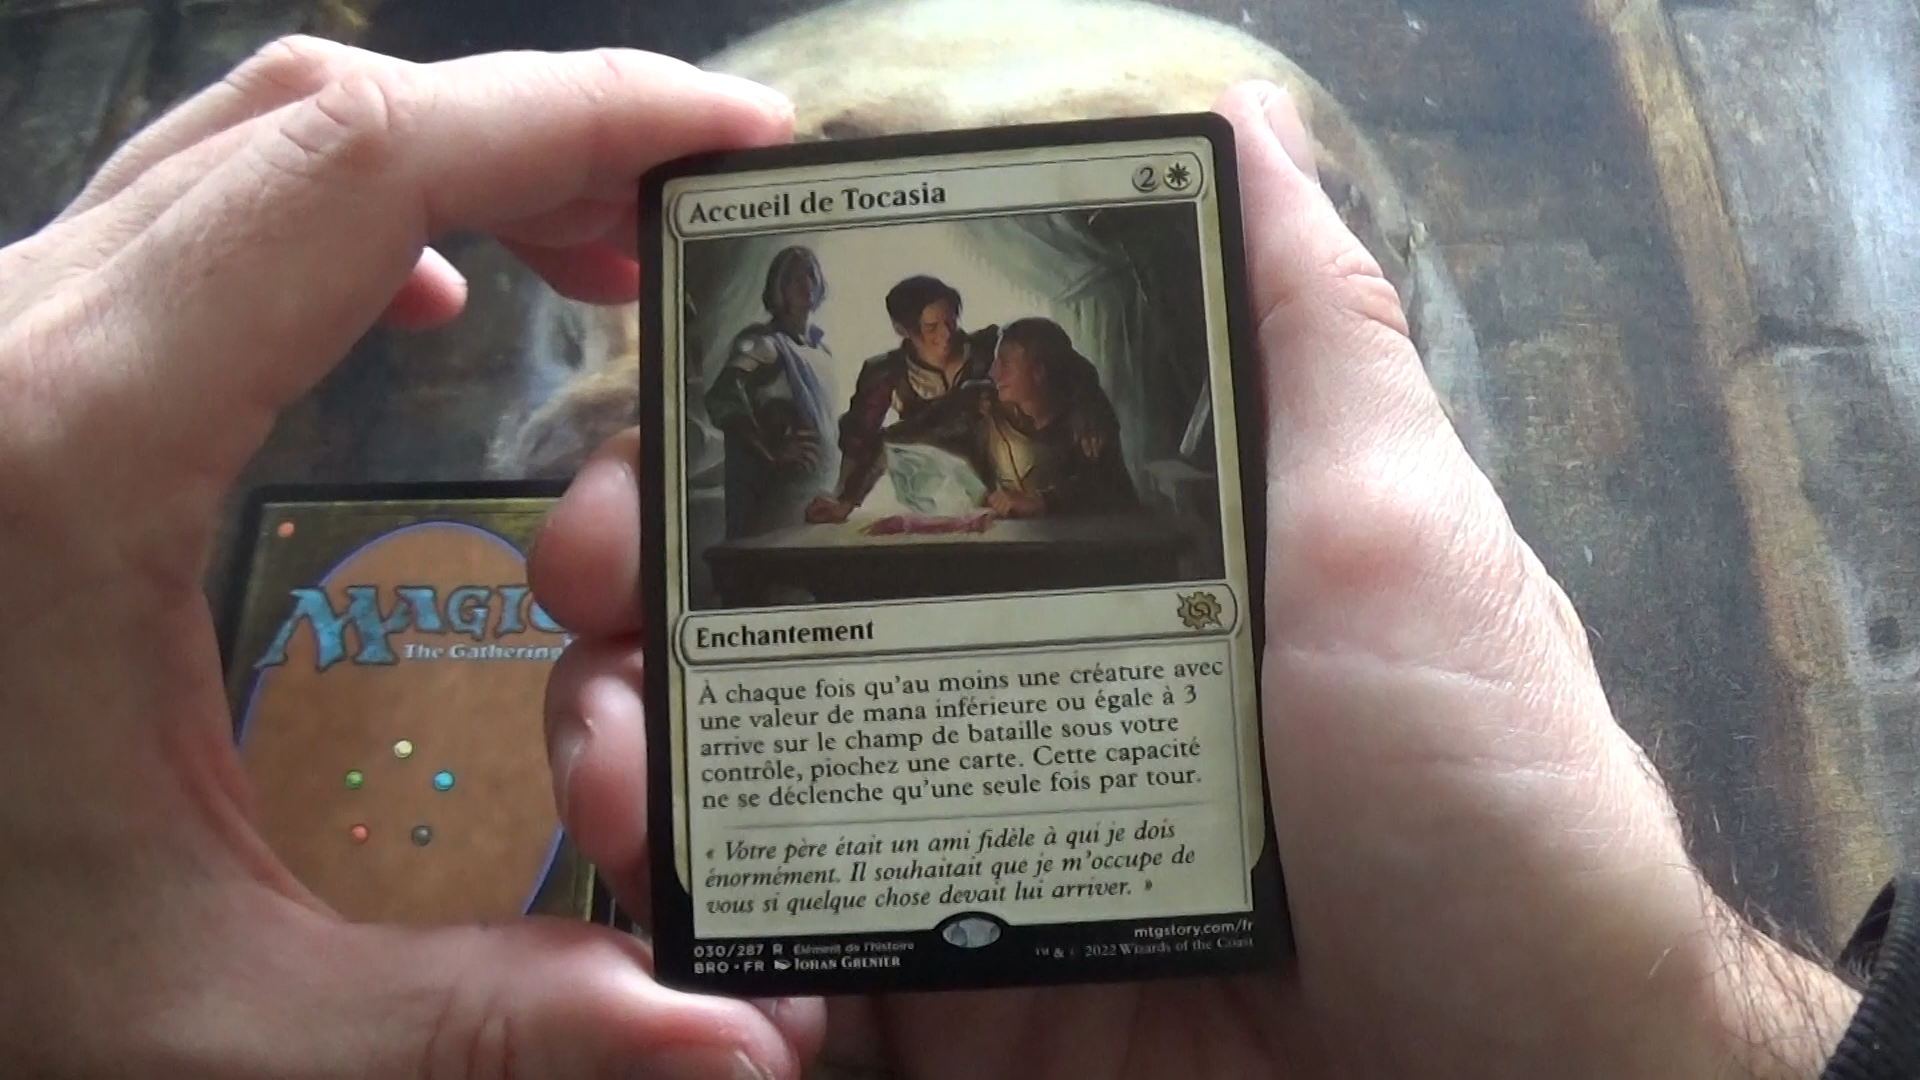 Accueil de Tocasia
2
Enchantement
À chaque fois qu'au moins une créature avec
une valeur de mana inférieure ou égale à 3
arrive sur le champ de bataille sous votre
contrôle, piochez une carte. Cette capacité
ne se déclenche qu'une seule fois par tour.
« Votre père était un ami fidèle à qui je dois
énormément. Il souhaitait que je m'occupe de
vous si quelque chose devait lui arriver. »
030/287 R Élément de l'histoire
BRO • FR Johan Grenier
mtgstory.com/fr
™ & © 2022 Wizards of the Coast
MAGIC
The Gathering